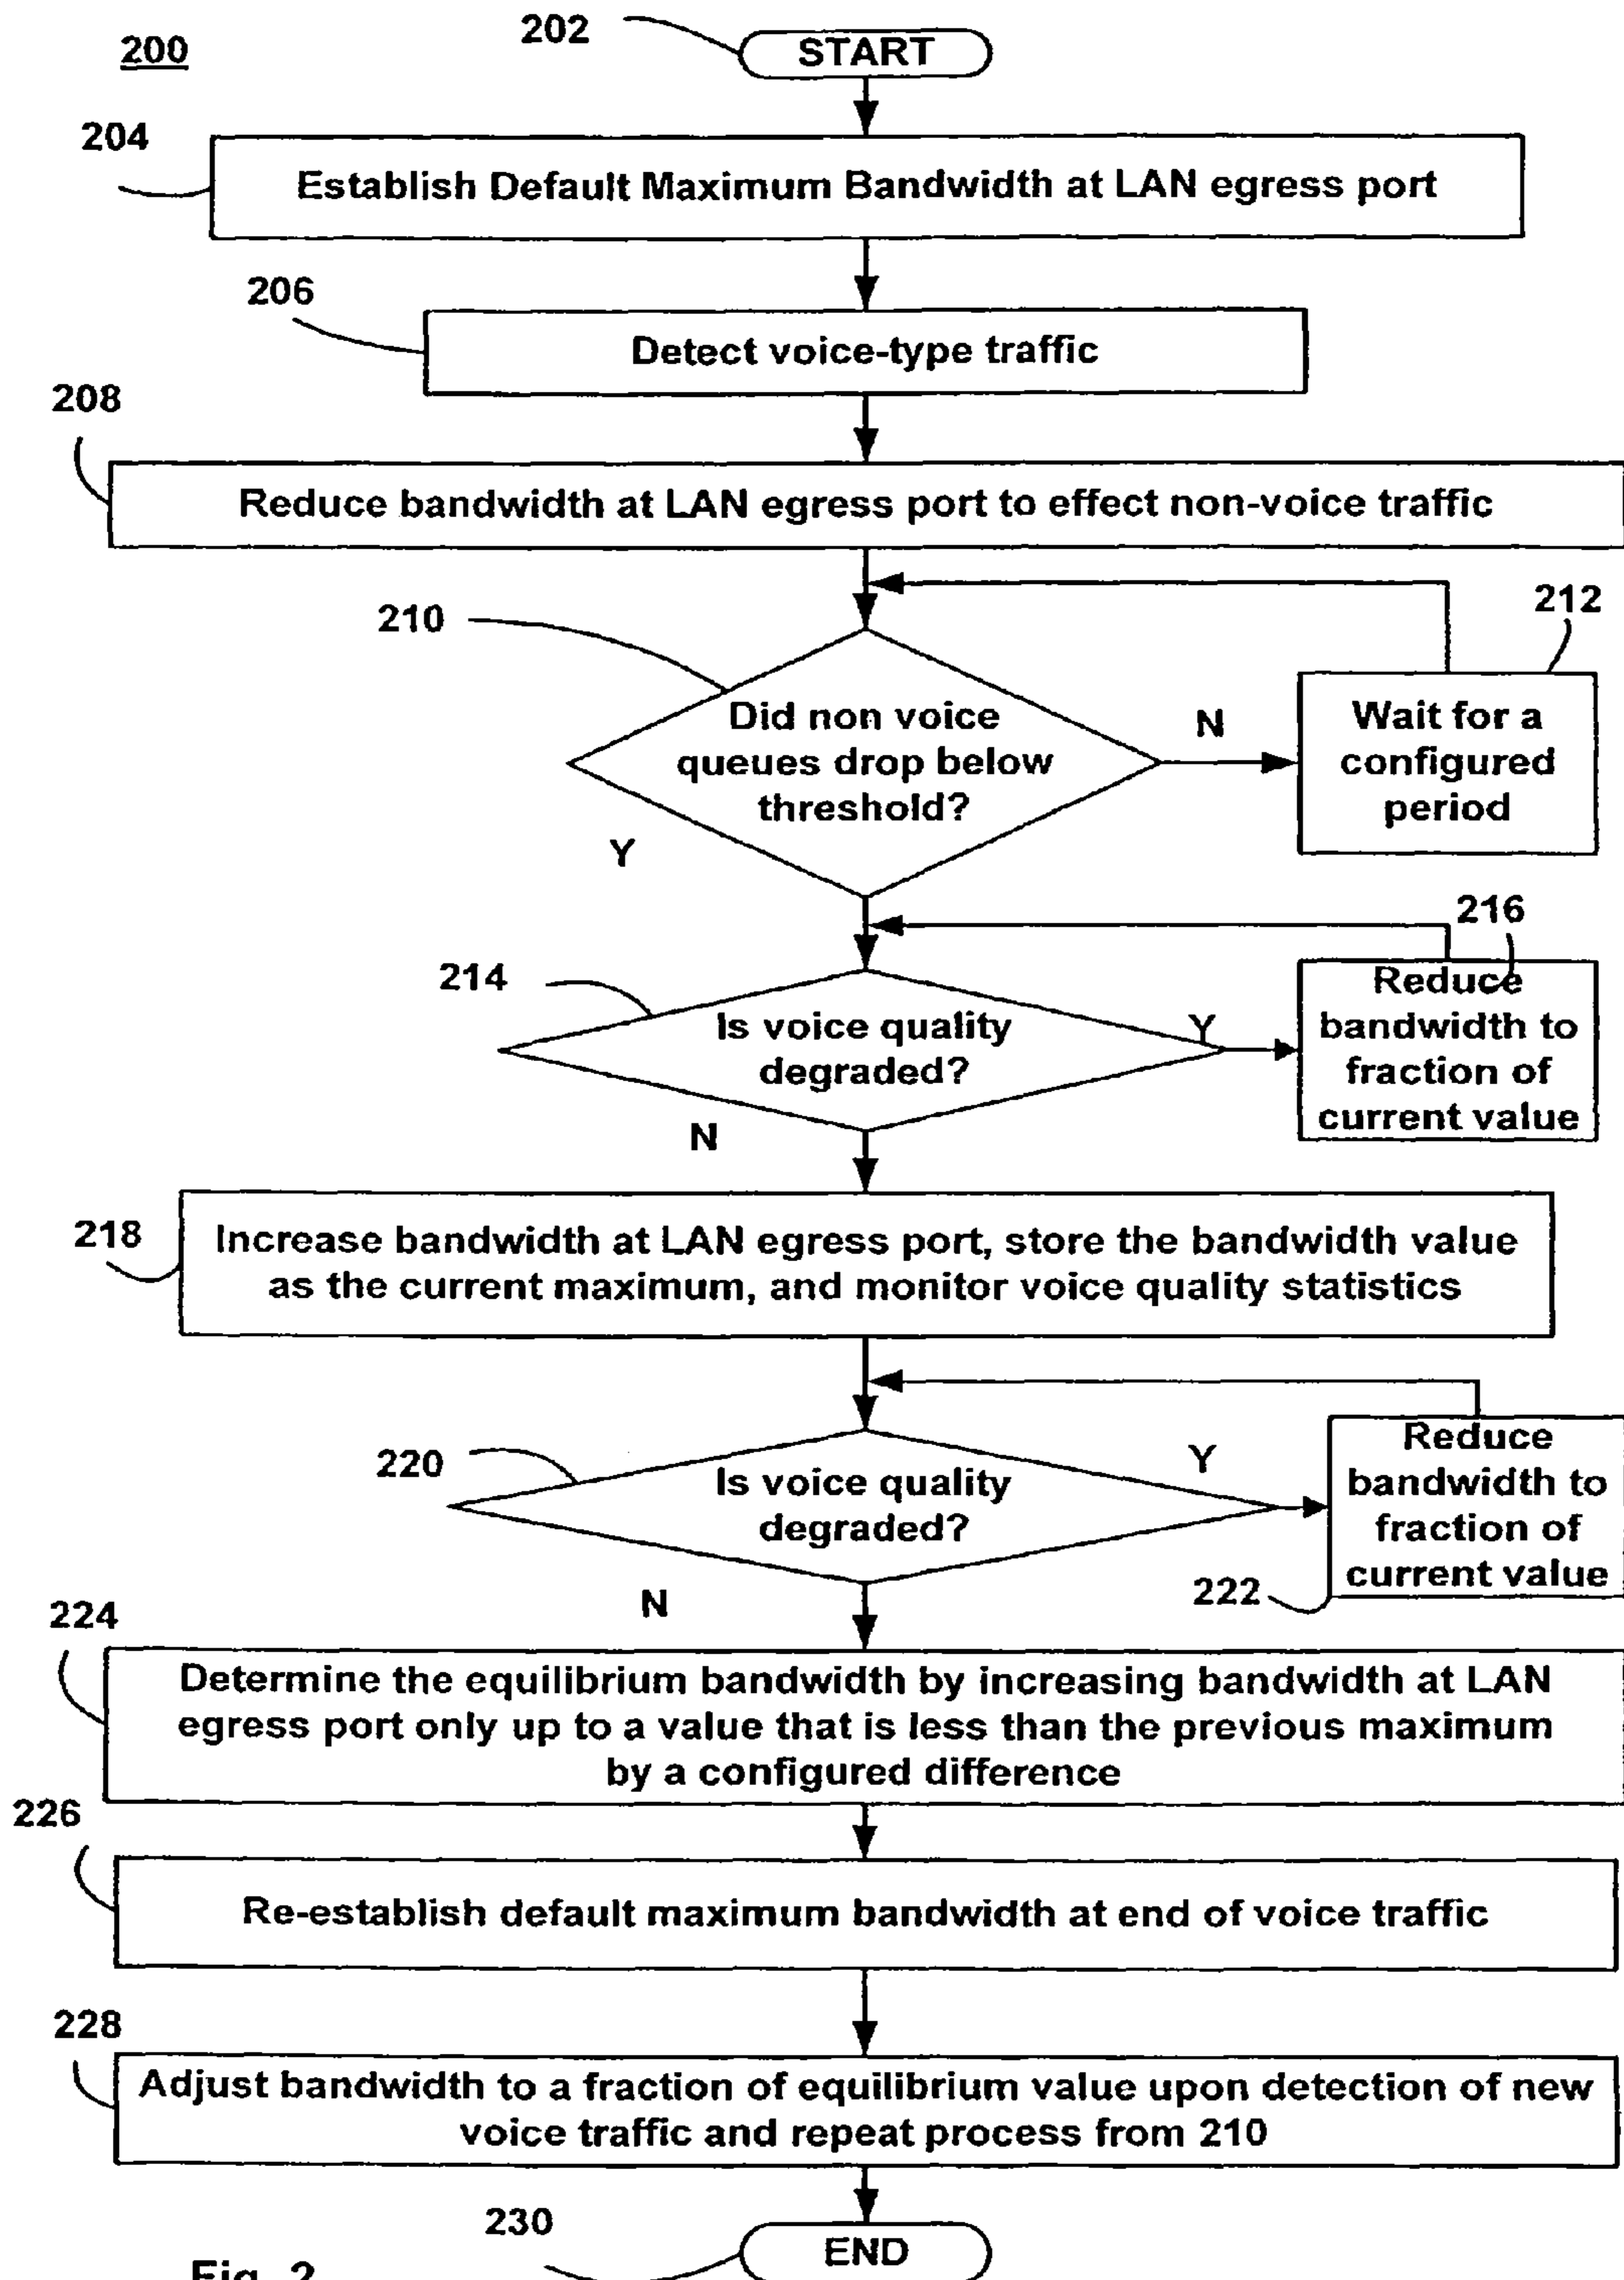 200
202
START
204
Establish Default Maximum Bandwidth at LAN egress port
206
Detect voice-type traffic
208
Reduce bandwidth at LAN egress port to effect non-voice traffic
210
Did non voice
queues drop below
threshold?
N
Y
212
Wait for a
configured
period
214
Is voice quality
degraded?
Y
N
216
Reduce
bandwidth to
fraction of
current value
218
Increase bandwidth at LAN egress port, store the bandwidth value
as the current maximum, and monitor voice quality statistics
220
Is voice quality
degraded?
Y
N
222
Reduce
bandwidth to
fraction of
current value
224
Determine the equilibrium bandwidth by increasing bandwidth at LAN
egress port only up to a value that is less than the previous maximum
by a configured difference
226
Re-establish default maximum bandwidth at end of voice traffic
228
Adjust bandwidth to a fraction of equilibrium value upon detection of new
voice traffic and repeat process from 210
230
END
Fig. 2